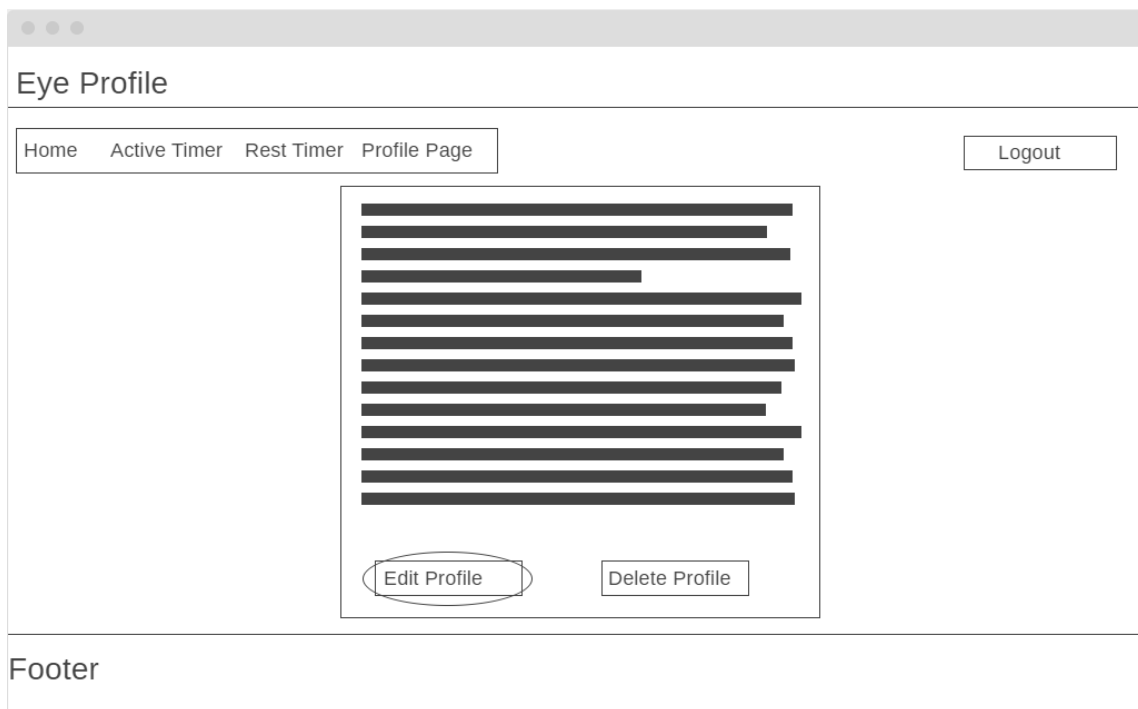 Eye Profile
Home Active Timer Rest Timer Profile Page
Logout
Edit Profile Delete Profile
Footer